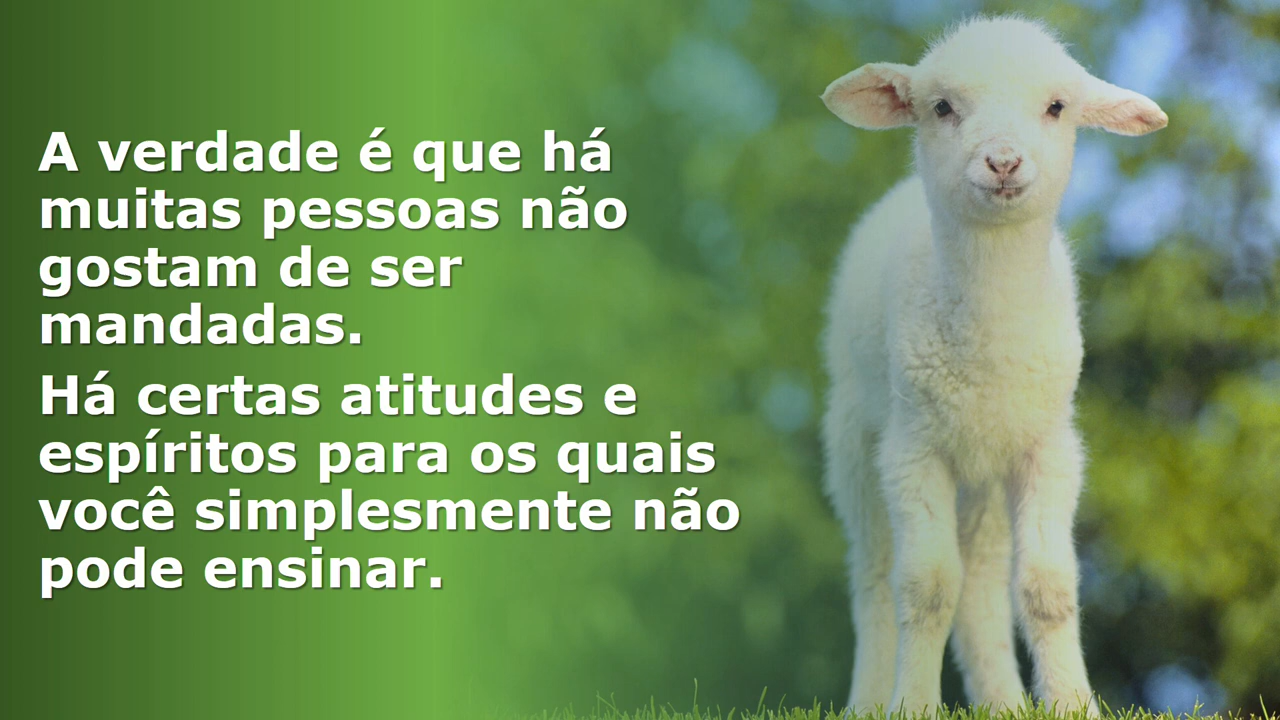 A verdade é que há
muitas pessoas não
gostam de ser
mandadas.
Há certas atitudes e
espíritos para os quais
você simplesmente não
pode ensinar.